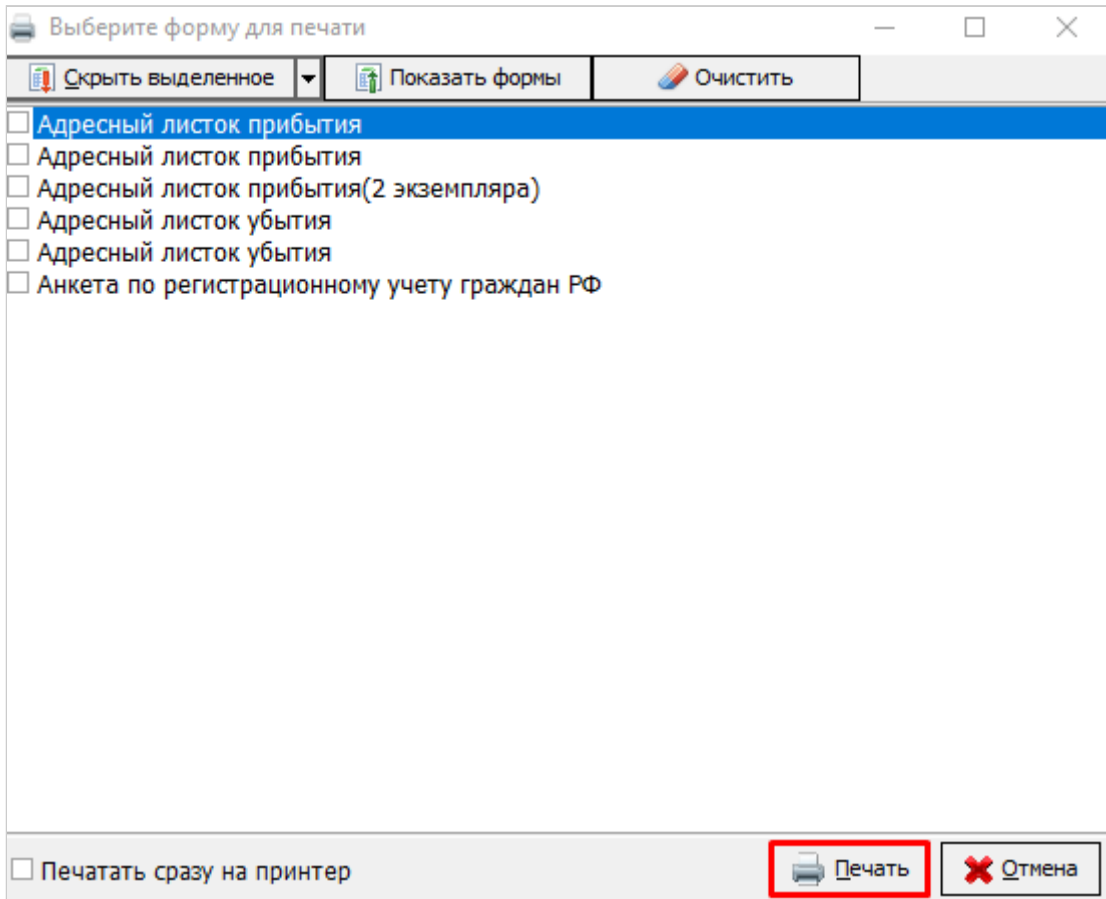 Выберите форму для печати
Скрыть выделенное Показать формы Очистить
Адресный листок прибытия
Адресный листок прибытия
Адресный листок прибытия(2 экземпляра)
Адресный листок убытия
Адресный листок убытия
Анкета по регистрационному учету граждан РФ
Печатать сразу на принтер Печать Отмена